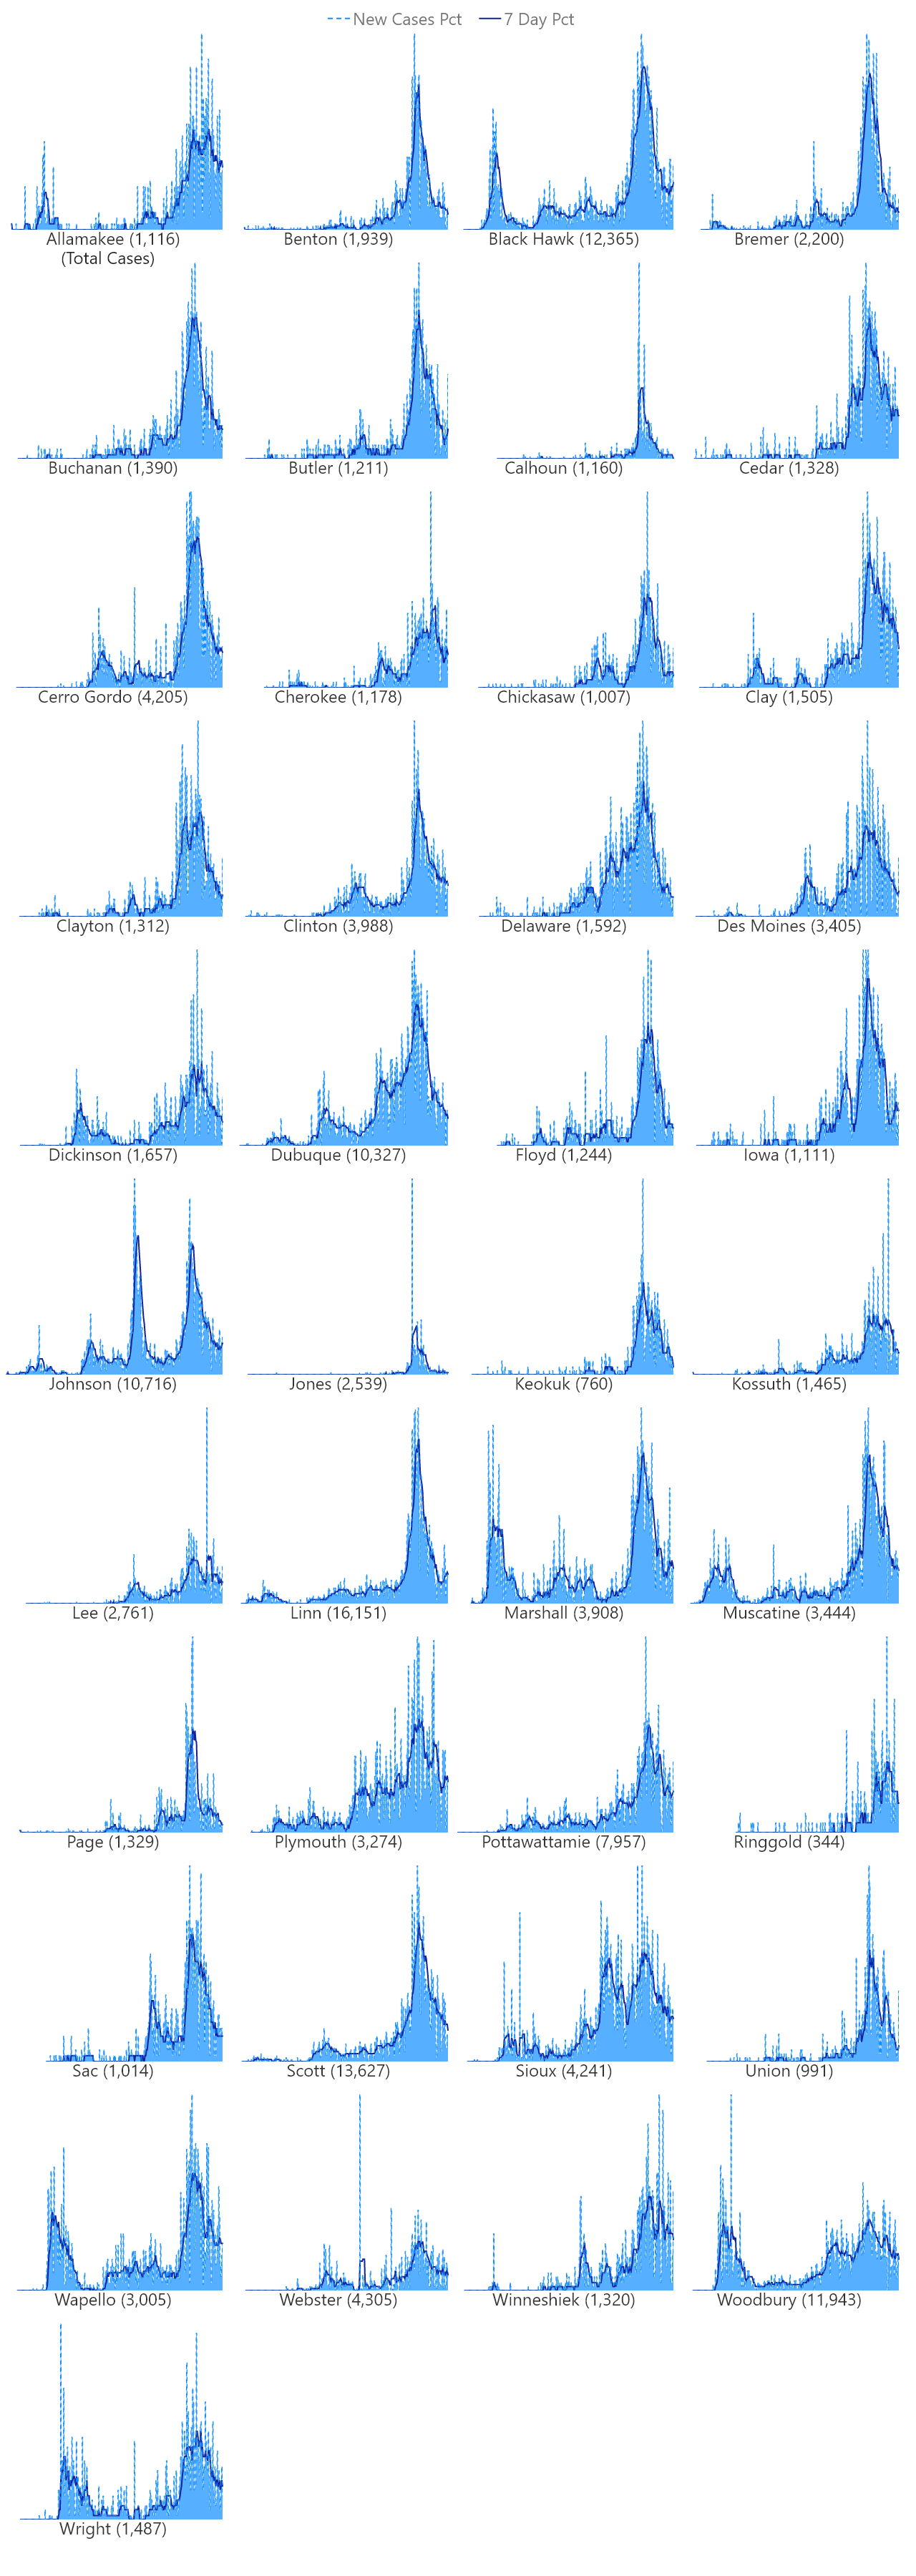 New Cases Pct 7 Day Pct
Allamakee (1,116) Benton (1,939) Black Hawk (12,365) Bremer (2,200)
(Total Cases)
Buchanan (1,390) Butler (1,211) Calhoun (1,160) Cedar (1,328)
Cerro Gordo (4,205) Cherokee (1,178) Chickasaw (1,007) Clay (1,505)
Clayton (1,312) Clinton (3,988) Delaware (1,592) Des Moines (3,405)
Dickinson (1,657) Dubuque (10,327) Floyd (1,244) Iowa (1,111)
Johnson (10,716) Jones (2,539) Keokuk (760) Kossuth (1,465)
Lee (2,761) Linn (16,151) Marshall (3,908) Muscatine (3,444)
Page (1,329) Plymouth (3,274) Pottawattamie (7,957) Ringgold (344)
Sac (1,014) Scott (13,627) Sioux (4,241) Union (991)
Wapello (3,005) Webster (4,305) Winneshiek (1,320) Woodbury (11,943)
Wright (1,487)